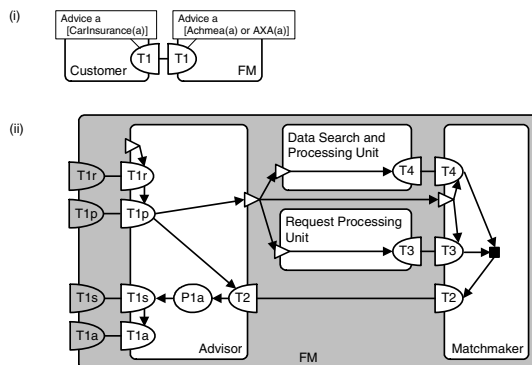 (i)
Advice a
[CarInsurance(a)]
Advice a
[Achmea(a) or AXA(a)]
T1
T1
Customer
FM
(ii)
Data Search and
Processing Unit
T1r
T1r
T4
T4
T1p
T1p
Request Processing
Unit
T3
T3
T1s
T1s
P1a
T2
T2
T1a
T1a
Advisor
Matchmaker
FM